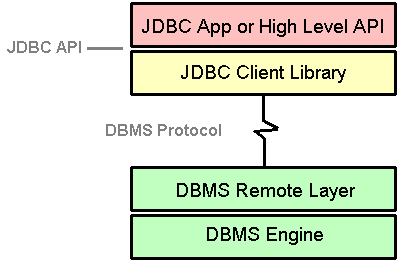 JDBC App or High Level API
JDBC API
JDBC Client Library
DBMS Protocol
DBMS Remote Layer
DBMS Engine